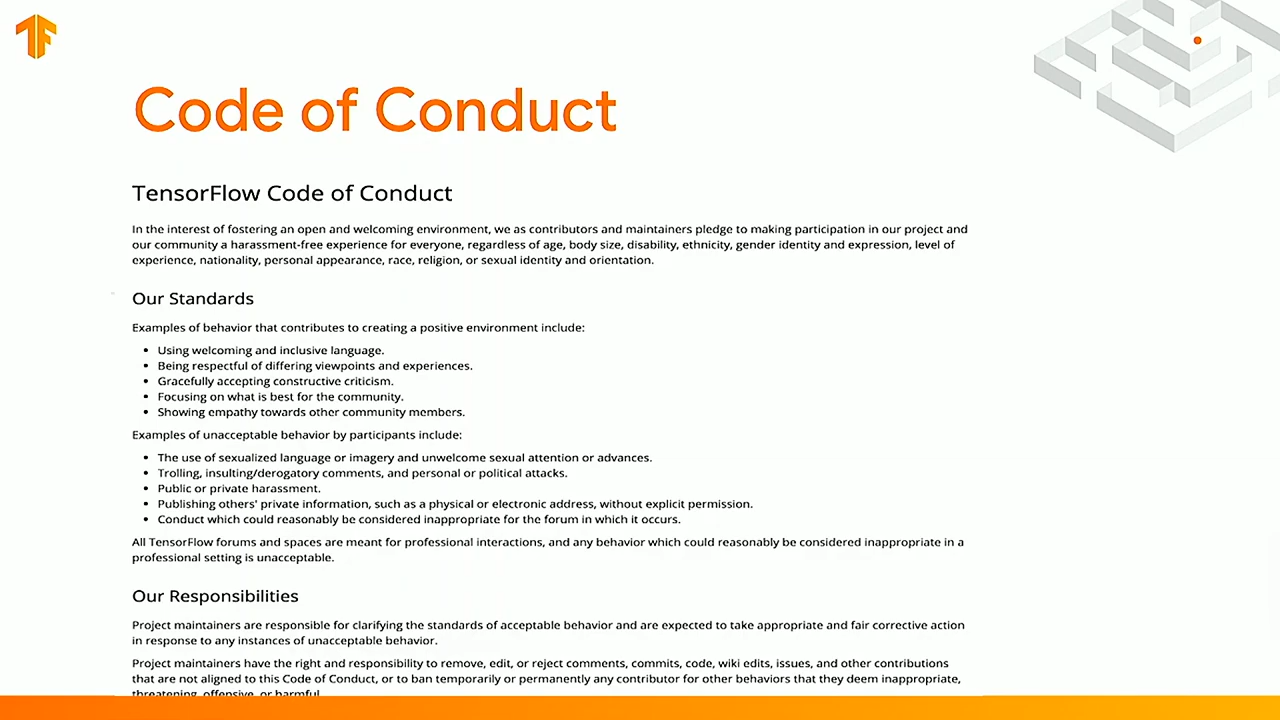 Code of Conduct
TensorFlow Code of Conduct
In the interest of fostering an open and welcoming environment, we as contributors and maintainers pledge to making participation in our project and
our community a harassment-free experience for everyone, regardless of age, body size, disability, ethnicity, gender identity and expression, level of
experience, nationality, personal appearance, race, religion, or sexual identity and orientation.
Our Standards
Examples of behavior that contributes to creating a positive environment include:
• Using welcoming and inclusive language.
• Being respectful of differing viewpoints and experiences.
• Gracefully accepting constructive criticism.
• Focusing on what is best for the community.
• Showing empathy towards other community members.
Examples of unacceptable behavior by participants include:
• The use of sexualized language or imagery and unwelcome sexual attention or advances.
• Trolling, insulting/derogatory comments, and personal or political attacks.
• Public or private harassment.
• Publishing others' private information, such as a physical or electronic address, without explicit permission.
• Conduct which could reasonably be considered inappropriate for the forum in which it occurs.
All TensorFlow forums and spaces are meant for professional interactions, and any behavior which could reasonably be considered inappropriate in a
professional setting is unacceptable.
Our Responsibilities
Project maintainers are responsible for clarifying the standards of acceptable behavior and are expected to take appropriate and fair corrective action
in response to any instances of unacceptable behavior.
Project maintainers have the right and responsibility to remove, edit, or reject comments, commits, code, wiki edits, issues, and other contributions
that are not aligned to this Code of Conduct, or to ban temporarily or permanently any contributor for other behaviors that they deem inappropriate,
threatening, offensive, or harmful.